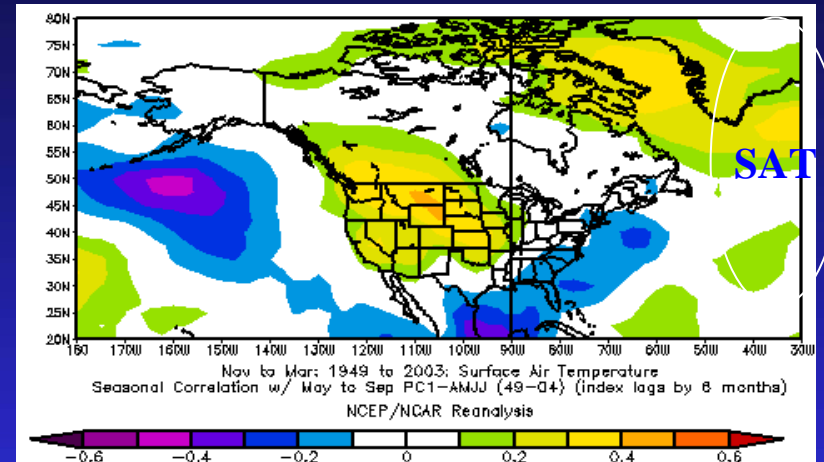 80N
75N
70N
65N
60N
55N
50N
45N
40N
35N
30N
25N
20N
SAT
180 170W 160W 150W 140W 130W 120W 110W 100W 90W 80W 70W 60W 50W 40W 30W
Nov to Mar: 1949 to 2003: Surface Air Temperature
Seasonal Correlation w/ May to Sep PC1-AMJJ (49-04) (index lags by 6 months)
NCEP/NCAR Reanalysis
-0.6 -0.4 -0.2 0 0.2 0.4 0.6